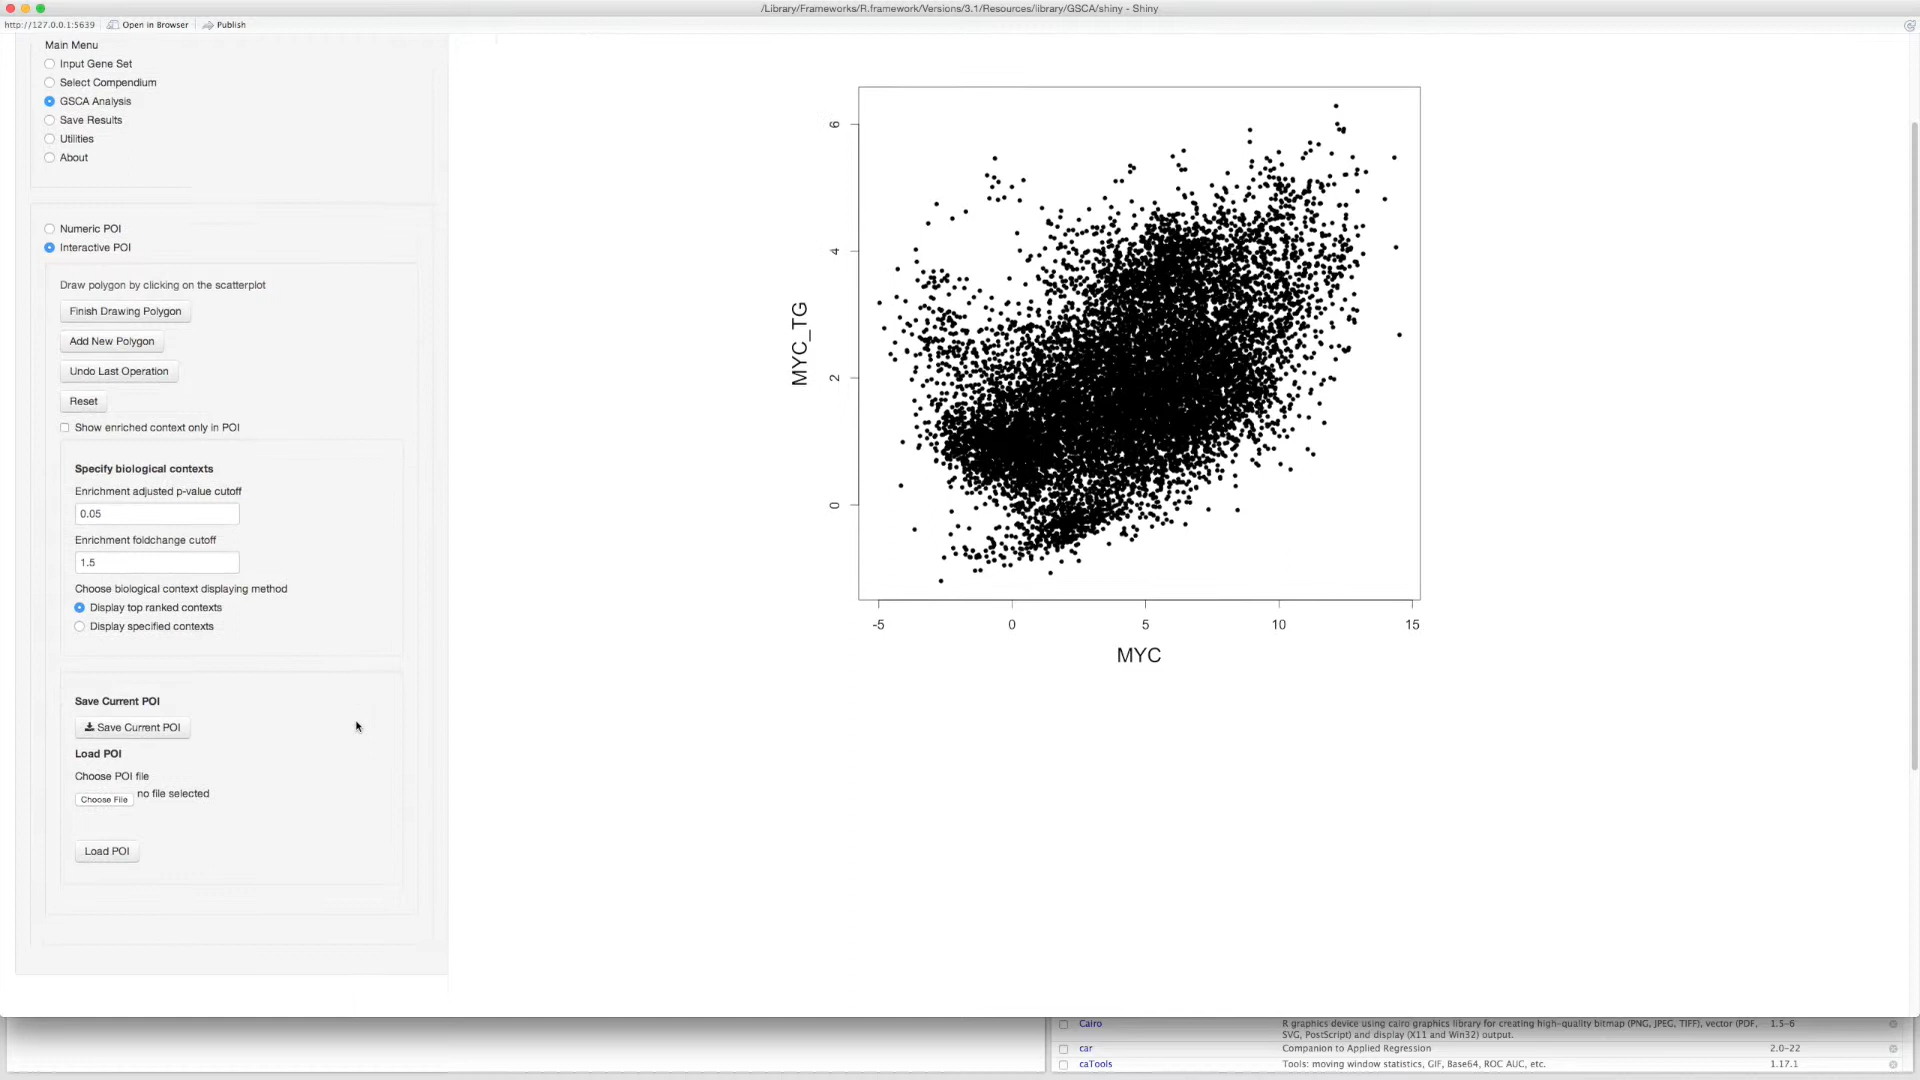 /Library/Frameworks/R.framework/Versions/3.1/Resources/library/GSCA/shiny - Shiny
http://127.0.0.1:5639 Open in Browser Publish
Main Menu
Input Gene Set
Select Compendium
GSCA Analysis
Save Results
Utilities
About
Numeric POI
Interactive POI
Draw polygon by clicking on the scatterplot
Finish Drawing Polygon
Add New Polygon
Undo Last Operation
Reset
Show enriched context only in POI
Specify biological contexts
Enrichment adjusted p-value cutoff
0.05
Enrichment foldchange cutoff
1.5
Choose biological context displaying method
Display top ranked contexts
Display specified contexts
Save Current POI
Save Current POI
Load POI
Choose POI file
Choose File no file selected
Load POI
6
4
2
0
MYC_TG
-5 0 5 10 15
MYC
Cairo R graphics device using cairo graphics library for creating high-quality bitmap (PNG, JPEG, TIFF), vector (PDF, 1.5-6
SVG, PostScript) and display (X11 and Win32) output.
car Companion to Applied Regression 2.0-22
caTools Tools: moving window statistics, GIF, Base64, ROC AUC, etc. 1.17.1